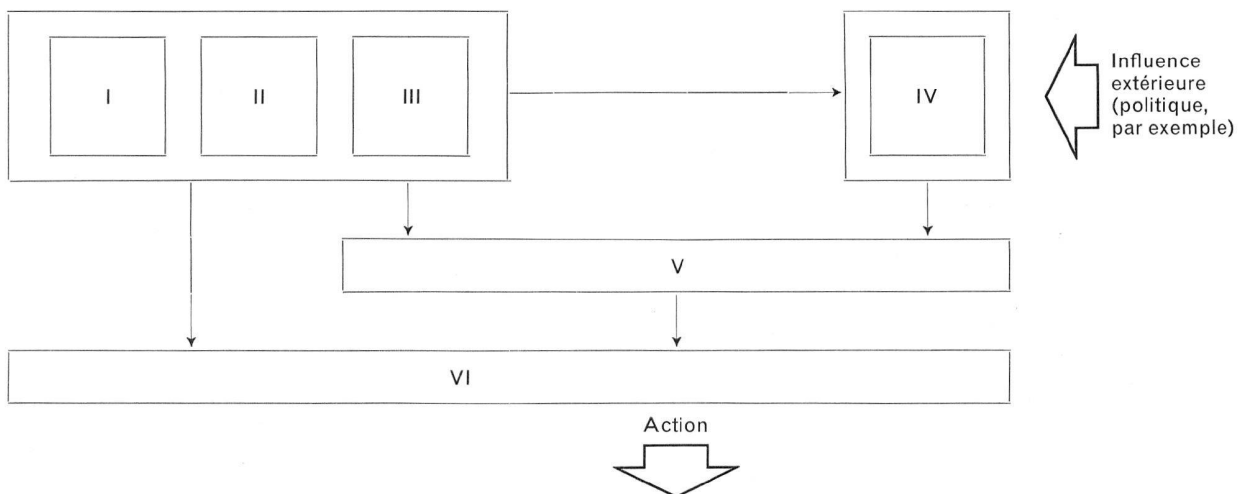 I
II
III
IV
Influence
extérieure
(politique,
par exemple)
V
VI
Action